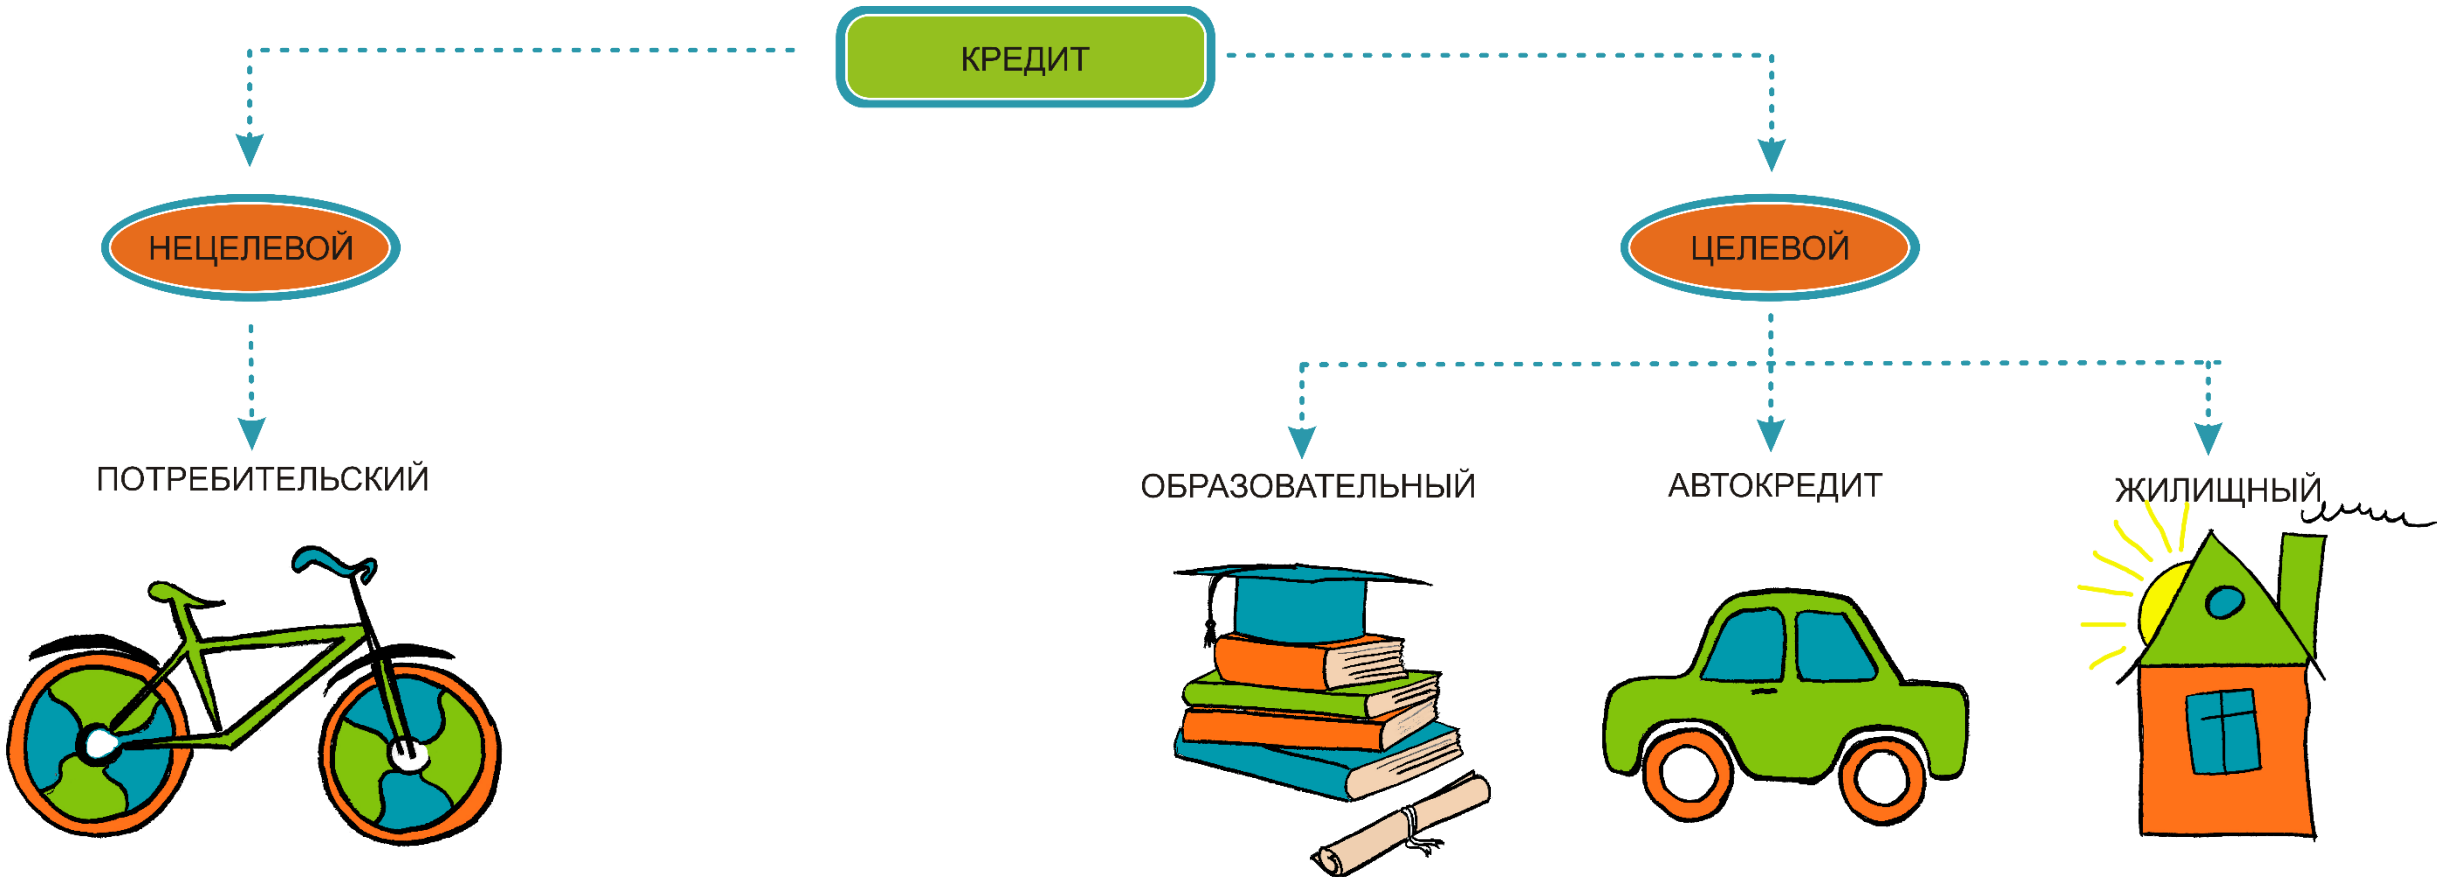 КРЕДИТ
НЕЦЕЛЕВОЙ
ЦЕЛЕВОЙ
ПОТРЕБИТЕЛЬСКИЙ
ОБРАЗОВАТЕЛЬНЫЙ
АВТОКРЕДИТ
ЖИЛИЩНЫЙ